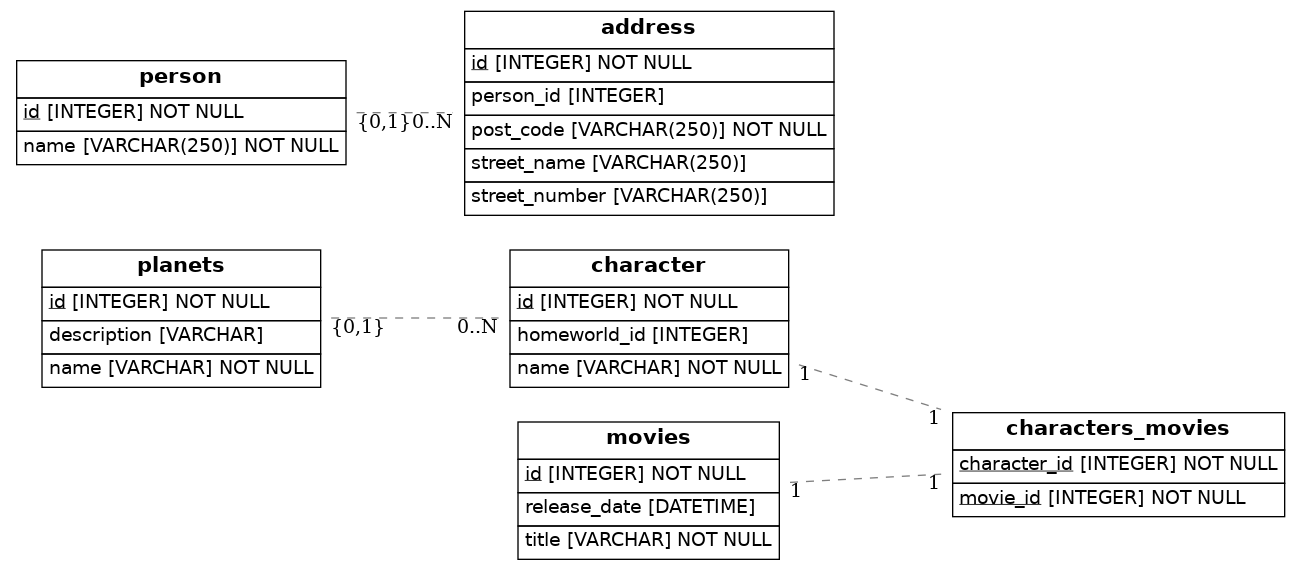 person
id [INTEGER] NOT NULL
name [VARCHAR(250)] NOT NULL
{0,1}
0..N
address
id [INTEGER] NOT NULL
person_id [INTEGER]
post_code [VARCHAR(250)] NOT NULL
street_name [VARCHAR(250)]
street_number [VARCHAR(250)]
planets
id [INTEGER] NOT NULL
description [VARCHAR]
name [VARCHAR] NOT NULL
{0,1}
0..N
character
id [INTEGER] NOT NULL
homeworld_id [INTEGER]
name [VARCHAR] NOT NULL
1
1
movies
id [INTEGER] NOT NULL
release_date [DATETIME]
title [VARCHAR] NOT NULL
1
1
characters_movies
character_id [INTEGER] NOT NULL
movie_id [INTEGER] NOT NULL